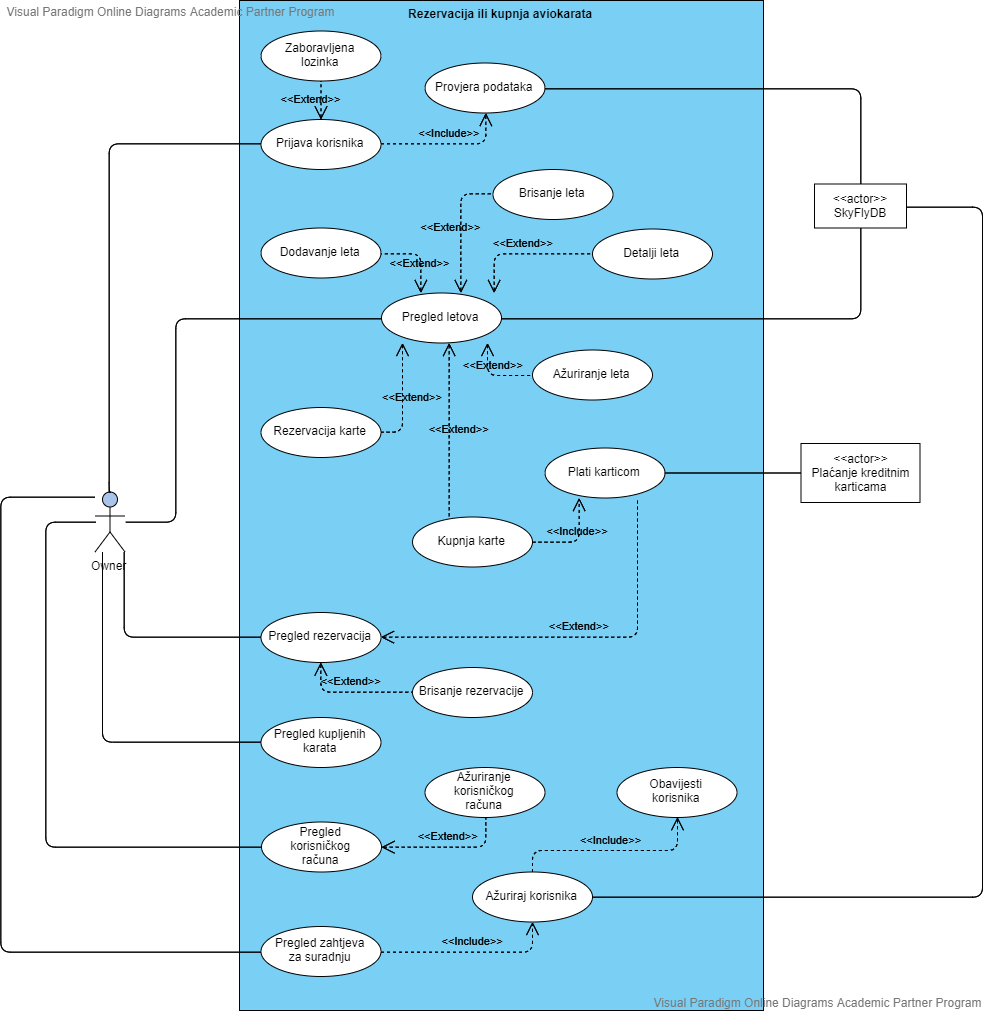 Visual Paradigm Online Diagrams Academic Partner Program
Rezervacija ili kupnja aviokarata
Zaboravljena
lozinka
<<Extend>>
Provjera podataka
<<Include>>
Prijava korisnika
Brisanje leta
<<actor>>
SkyFlyDB
<<Extend>>
Dodavanje leta
<<Extend>>
<<Extend>>
Detalji leta
Pregled letova
<<Extend>>
Ažuriranje leta
<<Extend>>
Rezervacija karte
<<Extend>>
Plati karticom
<<actor>>
Plaćanje kreditnim
karticama
Kupnja karte
<<Include>>
Owner
<<Extend>>
Pregled rezervacija
<<Extend>>
Brisanje rezervacije
Pregled kupljenih
karata
Ažuriranje
korisničkog
računa
Obavijesti
korisnika
<<Extend>>
<<Include>>
Pregled
korisničkog
računa
Ažuriraj korisnika
<<Include>>
Pregled zahtjeva
za suradnju
Visual Paradigm Online Diagrams Academic Partner Program